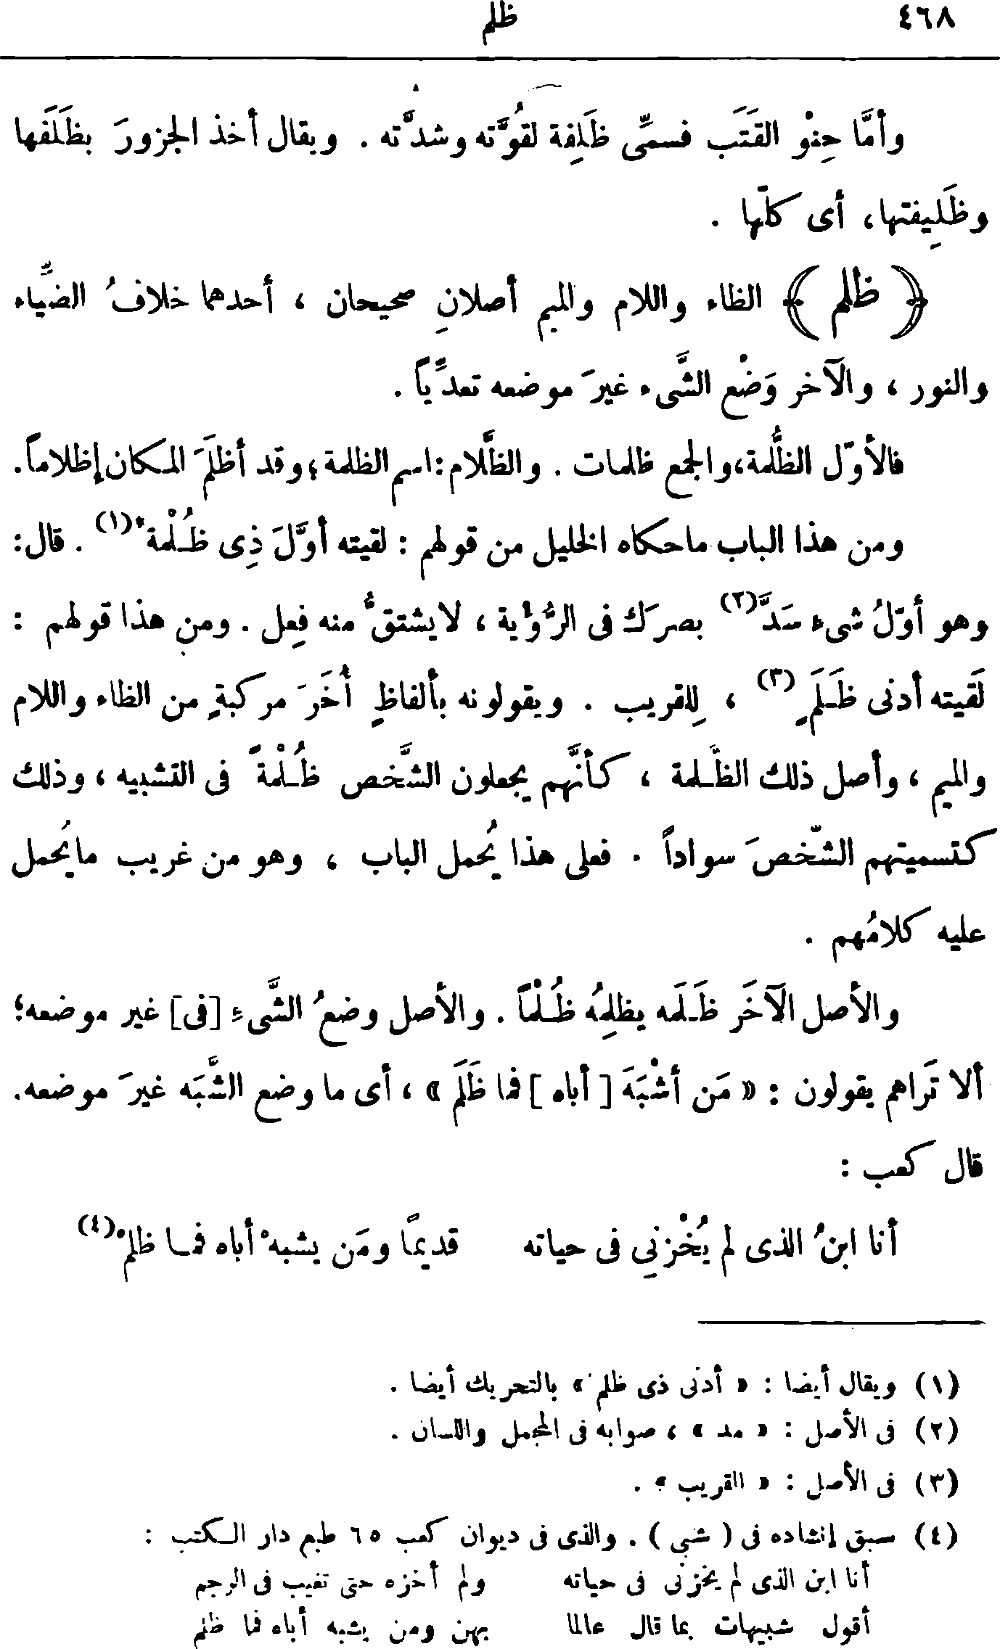 ٤٦٨ ظلم
وأمَّا حِنْو القَتَب فسمِّى ظَلِفة لقوَّته وشدَّته . ويقال أخذ الجزورَ بظَلَفها
وظَلِيفتها، أى كلّها .
﴿ ظلم ﴾ الظاء واللام والميم أصلانِ صحيحان ، أحدهما خلافُ الضِّياء
والنور ، والآخر وَضْع الشَّىء غيرَ موضعه تعدِّياً .
فالأوّل الظُّلمة، والجمع ظلمات . والظَّلام: اسم الظلمة ؛ وقد أظلَمَ المكان إظلاماً.
ومن هذا الباب ما حكاه الخليل من قولهم : لقيته أوَّلَ ذِى ظُلْمة(١) . قال:
وهو أوّلُ شىءٍ سَدَّ(٢) بصرَك فى الرُّؤية ، لا يشتقُّ منه فِعل . ومن هذا قولهم :
لَقيته أدنى ظَلَمٍ(٣) ، لِلقريب . ويقولونه بألفاظٍ أُخَرَ مركبةٍ من الظاء واللام
والميم ، وأصل ذلك الظُّلمة ، كأنَّهم يجعلون الشَّخص ظُلْمةً فى التشبيه ، وذلك
كتسميتهم الشّخصَ سواداً . فعلى هذا يُحمل الباب ، وهو من غريب ما يُحمل
عليه كلامُهم .
والأصل الآخَر ظَلَمه يظلِمُه ظُلْمًا . والأصل وضعُ الشَّىءِ [فى] غير موضعه؛
ألا تَراهم يقولون : « مَن أشْبَهَ [ أباه ] فما ظَلَم » ، أى ما وضع الشَّبَه غيرَ موضعه.
قال كعب :
أنا ابنُ الذى لم يُخْزنِي فى حياته قديمًا ومَن يشبهْ أباه فمـا ظلمْ(٤)
(١) ويقال أيضا : « أدنى ذى ظلم » بالتحريك أيضا .
(٢) فى الأصل : « مد » ، صوابه فى المجمل واللسان .
(٣) فى الأصل : « القريب » .
(٤) سبق إنشاده فى ( شبى ) . والذى فى ديوان كعب ٦٥ طبع دار الـكتب :
أنا ابن الذى لم يخزنى فى حياته ولم أخزه حتى تغيب فى الرجم
أقول شبيهات بما قال عالما بهن ومن يشبه أباه فما ظلم